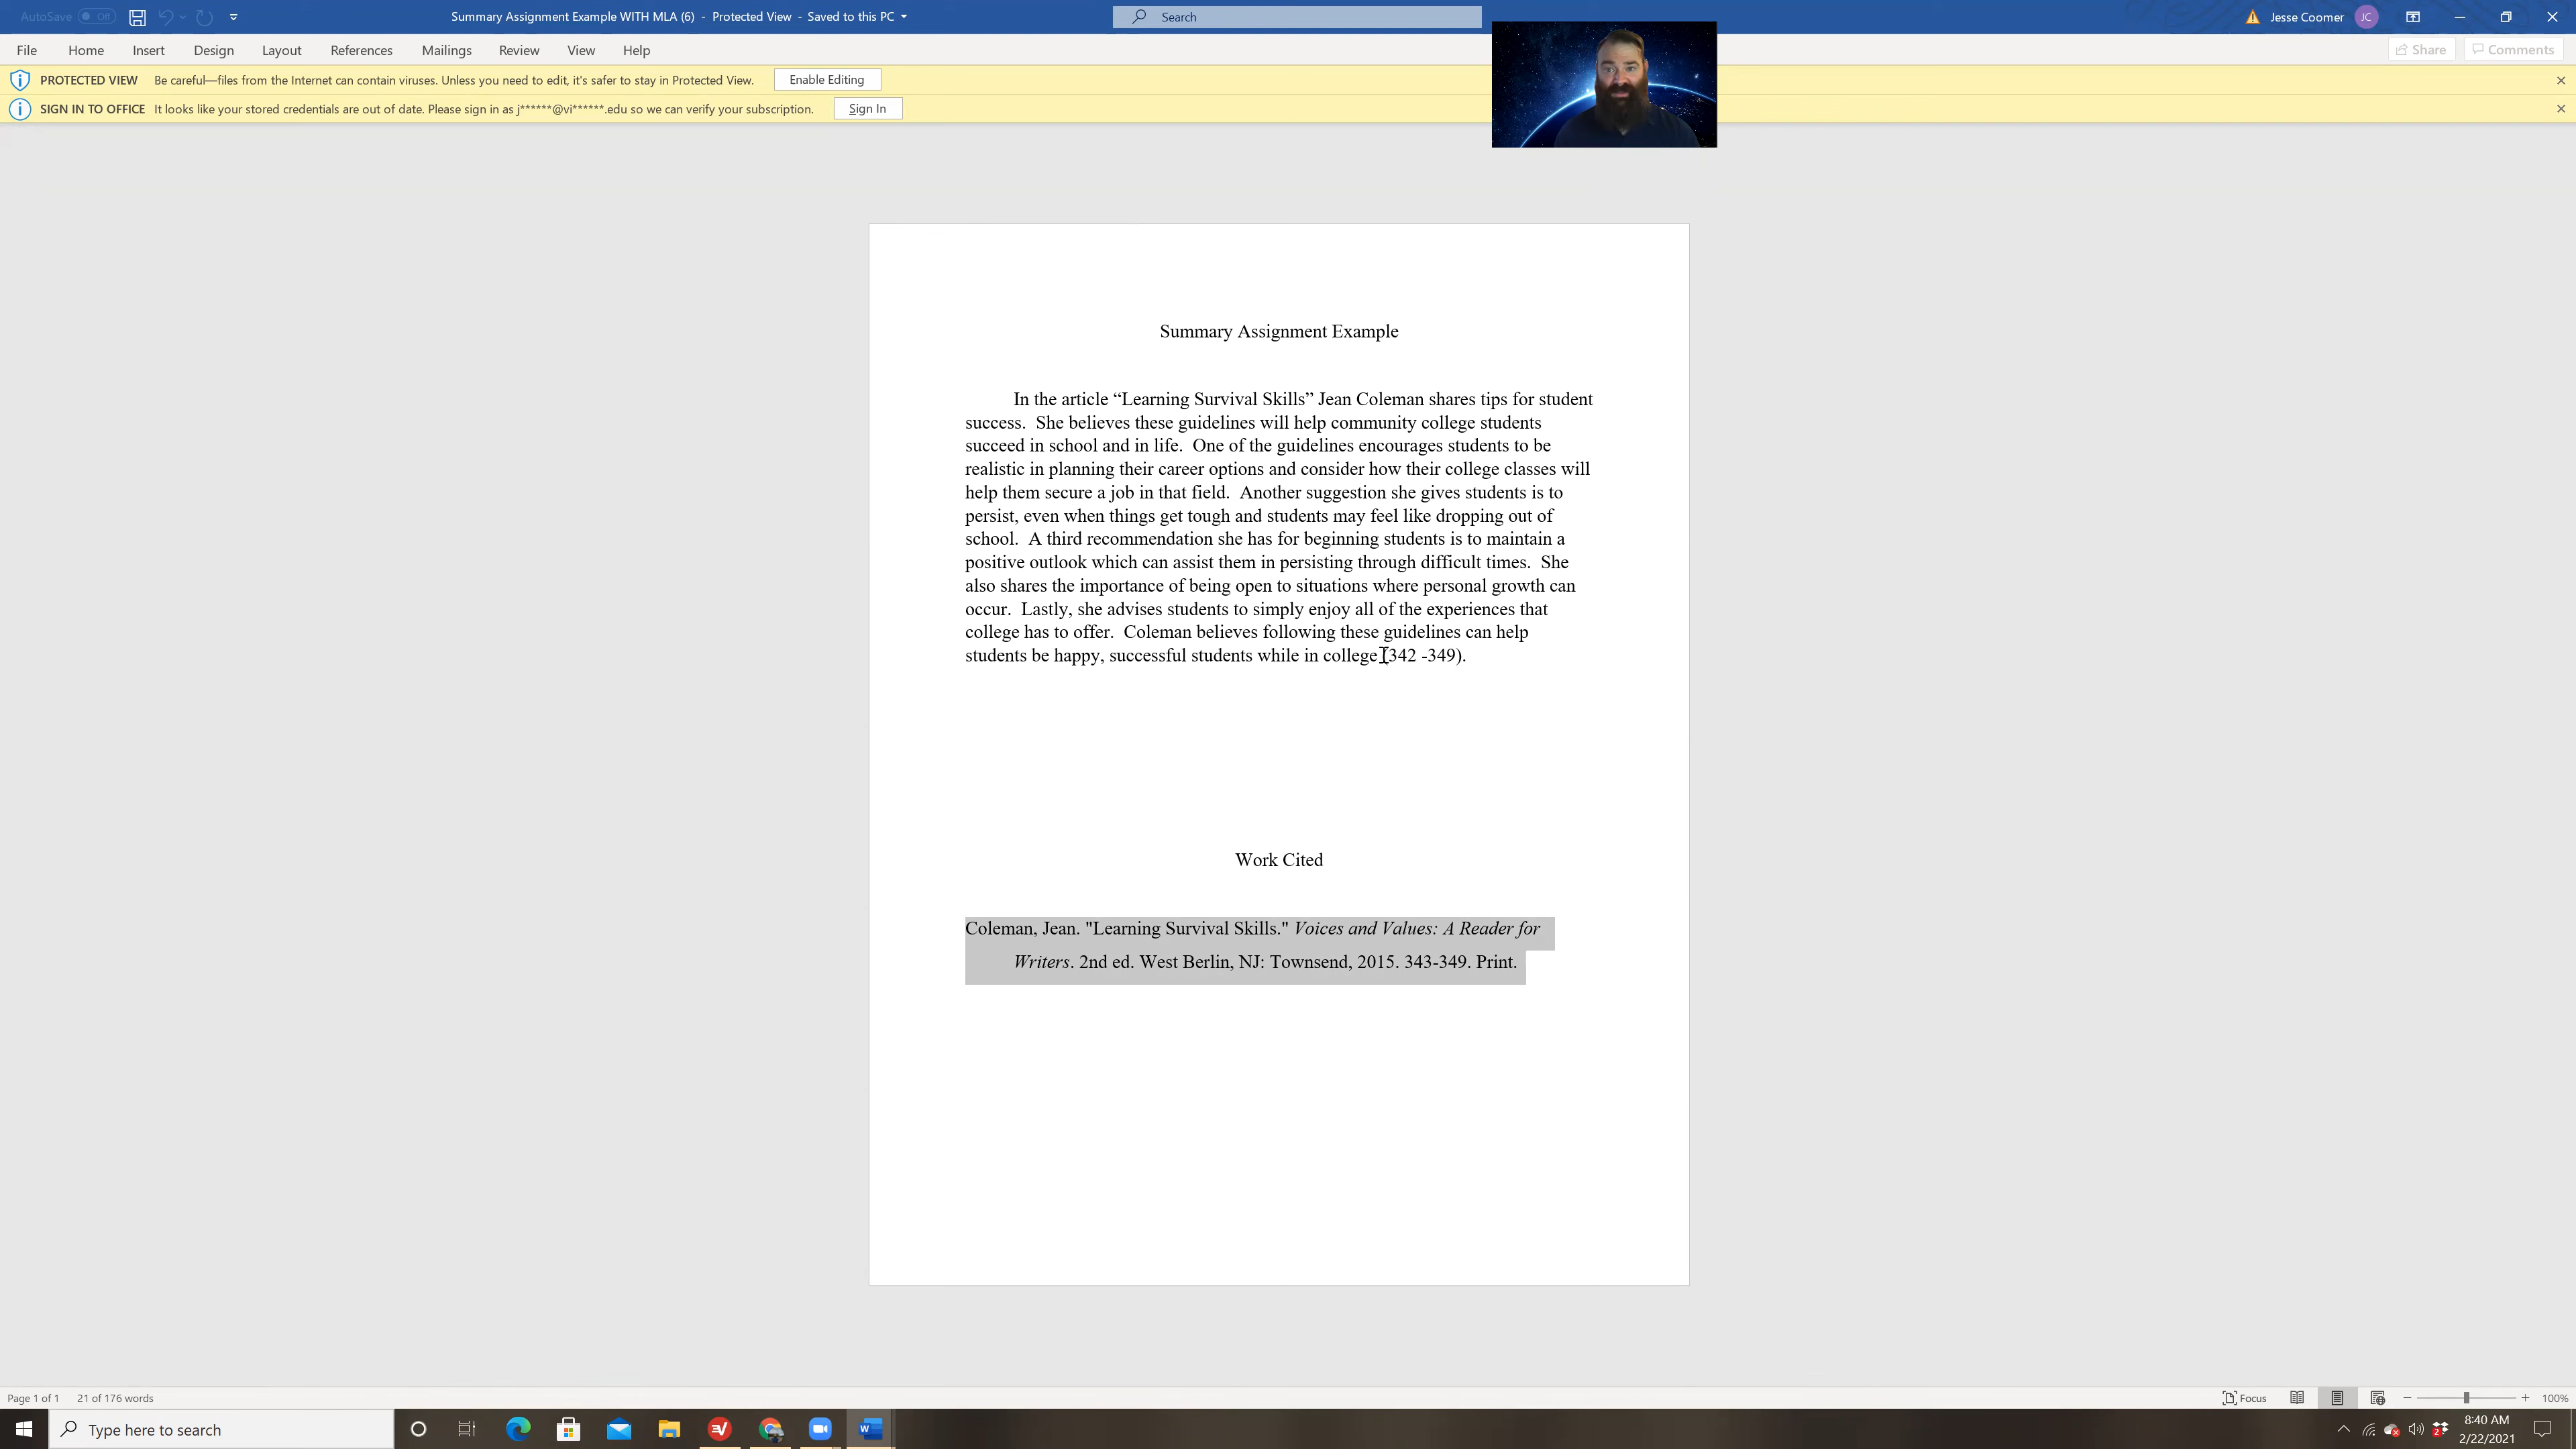 AutoSave Off
Summary Assignment Example WITH MLA (6) - Protected View - Saved to this PC
Search
Jesse Coomer JC
File Home Insert Design Layout References Mailings Review View Help
Share Comments
PROTECTED VIEW Be careful—files from the Internet can contain viruses. Unless you need to edit, it's safer to stay in Protected View. Enable Editing
SIGN IN TO OFFICE It looks like your stored credentials are out of date. Please sign in as j******@vi******.edu so we can verify your subscription. Sign In
Summary Assignment Example
In the article “Learning Survival Skills” Jean Coleman shares tips for student
success. She believes these guidelines will help community college students
succeed in school and in life. One of the guidelines encourages students to be
realistic in planning their career options and consider how their college classes will
help them secure a job in that field. Another suggestion she gives students is to
persist, even when things get tough and students may feel like dropping out of
school. A third recommendation she has for beginning students is to maintain a
positive outlook which can assist them in persisting through difficult times. She
also shares the importance of being open to situations where personal growth can
occur. Lastly, she advises students to simply enjoy all of the experiences that
college has to offer. Coleman believes following these guidelines can help
students be happy, successful students while in college (342 -349).
Work Cited
Coleman, Jean. "Learning Survival Skills." Voices and Values: A Reader for
Writers. 2nd ed. West Berlin, NJ: Townsend, 2015. 343-349. Print.
Page 1 of 1 21 of 176 words
Focus 100%
Type here to search
8:40 AM
2/22/2021